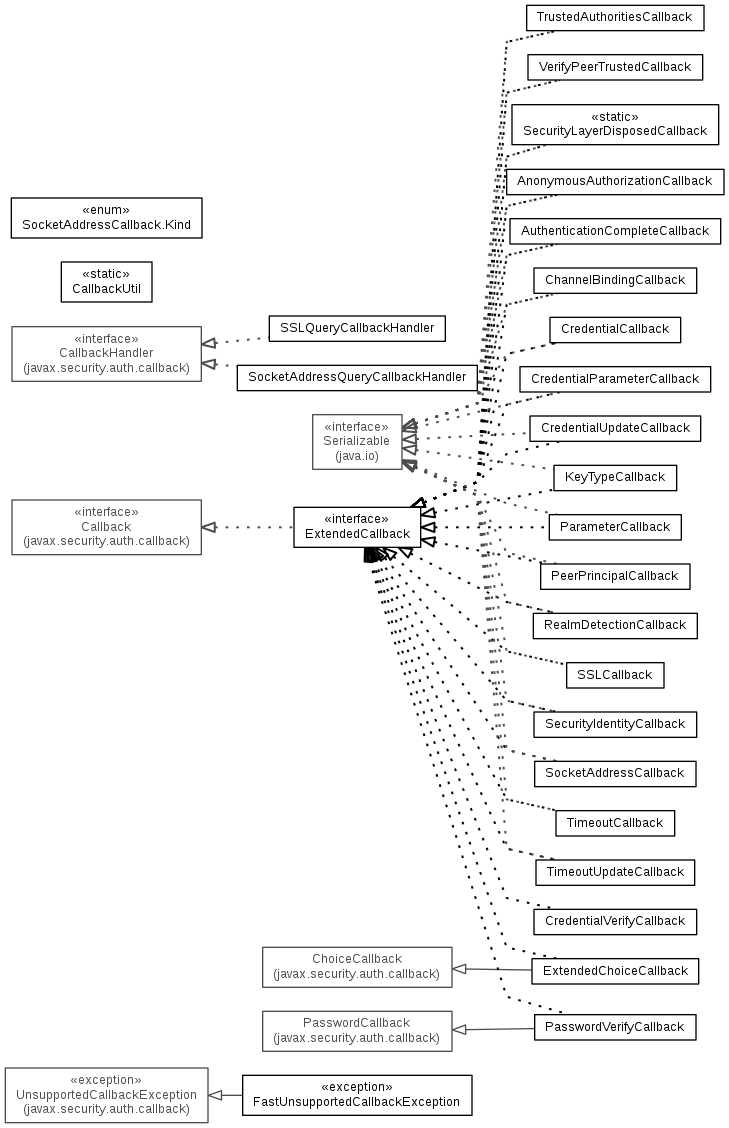 TrustedAuthoritiesCallback
VerifyPeerTrustedCallback
«static»
SecurityLayerDisposedCallback
AnonymousAuthorizationCallback
«enum»
SocketAddressCallback.Kind
AuthenticationCompleteCallback
«static»
CallbackUtil
ChannelBindingCallback
«interface»
CallbackHandler
(javax.security.auth.callback)
SSLQueryCallbackHandler
CredentialCallback
SocketAddressQueryCallbackHandler
CredentialParameterCallback
«interface»
Serializable
(java.io)
CredentialUpdateCallback
KeyTypeCallback
«interface»
Callback
(javax.security.auth.callback)
«interface»
ExtendedCallback
ParameterCallback
PeerPrincipalCallback
RealmDetectionCallback
SSLCallback
SecurityIdentityCallback
SocketAddressCallback
TimeoutCallback
TimeoutUpdateCallback
CredentialVerifyCallback
ChoiceCallback
(javax.security.auth.callback)
ExtendedChoiceCallback
PasswordCallback
(javax.security.auth.callback)
PasswordVerifyCallback
«exception»
UnsupportedCallbackException
(javax.security.auth.callback)
«exception»
FastUnsupportedCallbackException